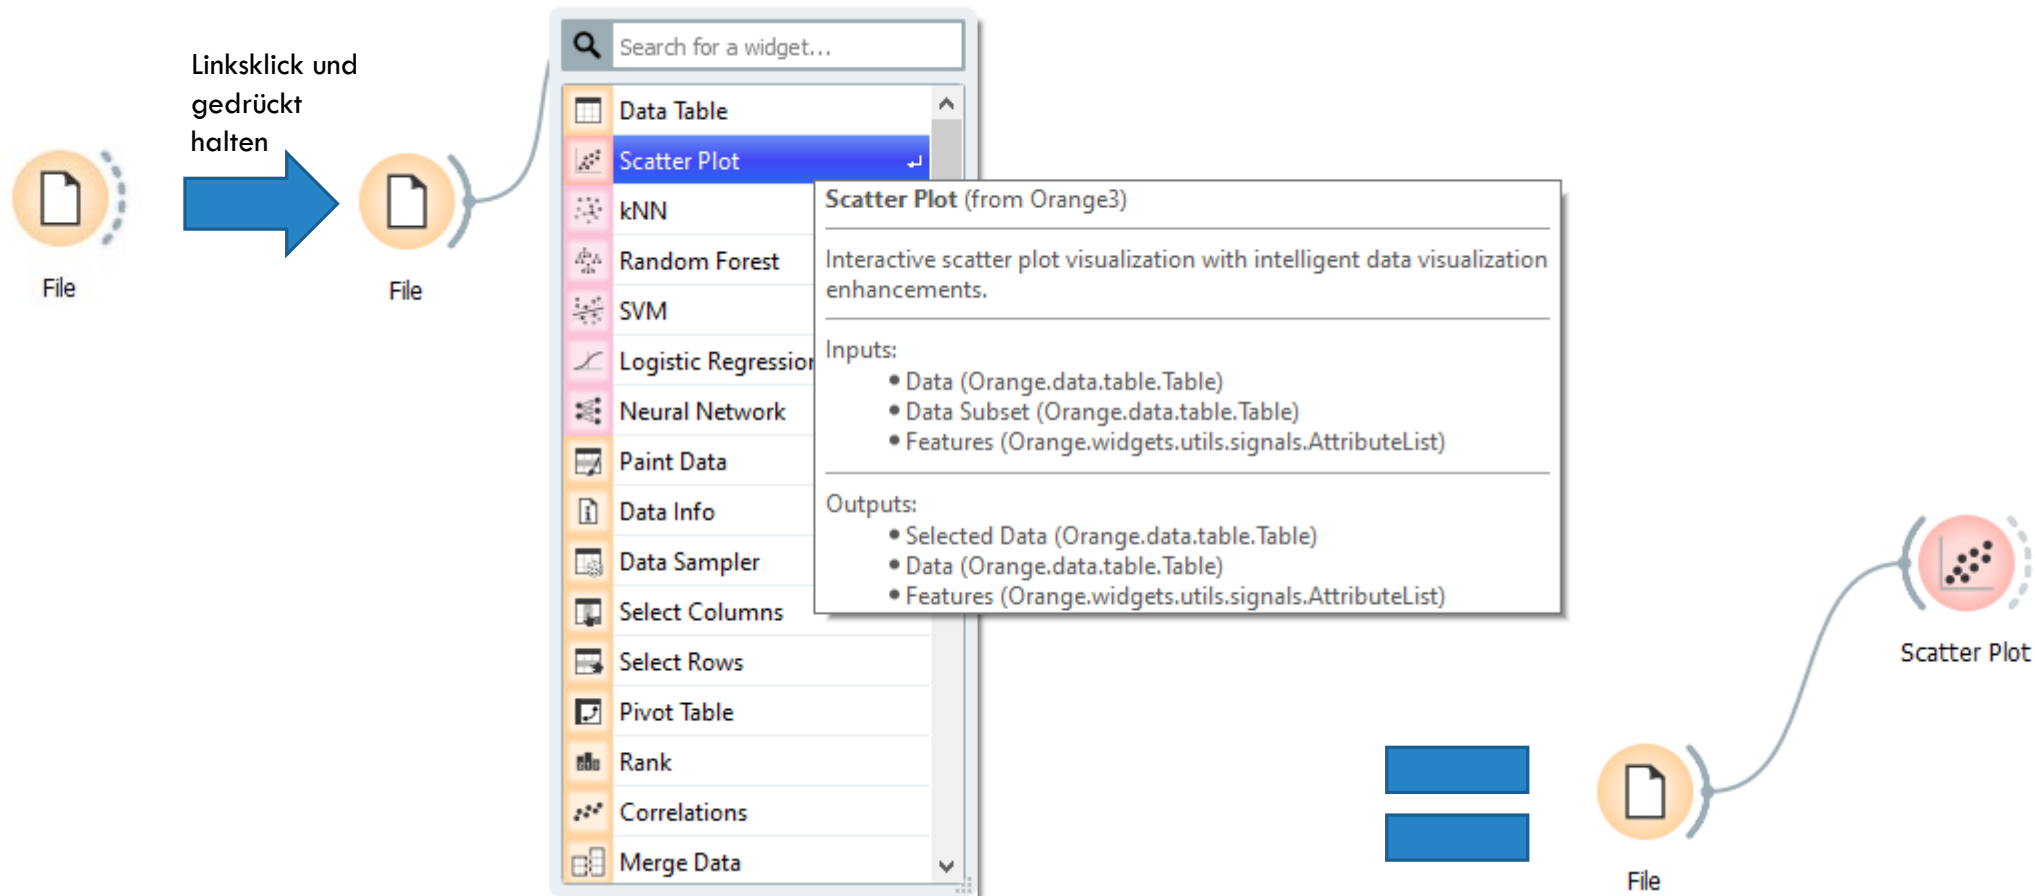 Linksklick und
gedrückt
halten
File
File
Search for a widget...
Data Table
Scatter Plot
kNN
Random Forest
SVM
Logistic Regression
Neural Network
Paint Data
Data Info
Data Sampler
Select Columns
Select Rows
Pivot Table
Rank
Correlations
Merge Data
Scatter Plot (from Orange3)
Interactive scatter plot visualization with intelligent data visualization
enhancements.
Inputs:
• Data (Orange.data.table.Table)
• Data Subset (Orange.data.table.Table)
• Features (Orange.widgets.utils.signals.AttributeList)
Outputs:
• Selected Data (Orange.data.table.Table)
• Data (Orange.data.table.Table)
• Features (Orange.widgets.utils.signals.AttributeList)
Scatter Plot
File